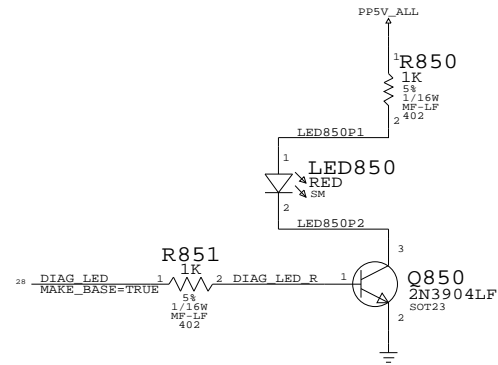 PP5V_ALL
1
R850
1K
5%
1/16W
MF-LF
402
2
LED850P1
1
LED850
RED
SM
2
LED850P2
R851
1K
3
Q850
2N3904LF
SOT23
28 DIAG_LED 1 2 DIAG_LED_R 1
MAKE_BASE=TRUE
5%
1/16W
MF-LF
402
2